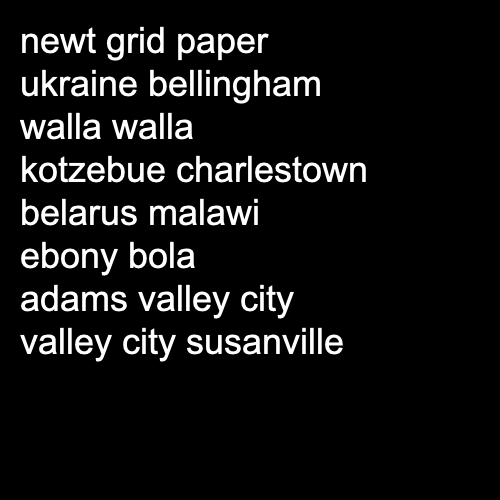 newt grid paper
ukraine bellingham
walla walla
kotzebue charlestown
belarus malawi
ebony bola
adams valley city
valley city susanville